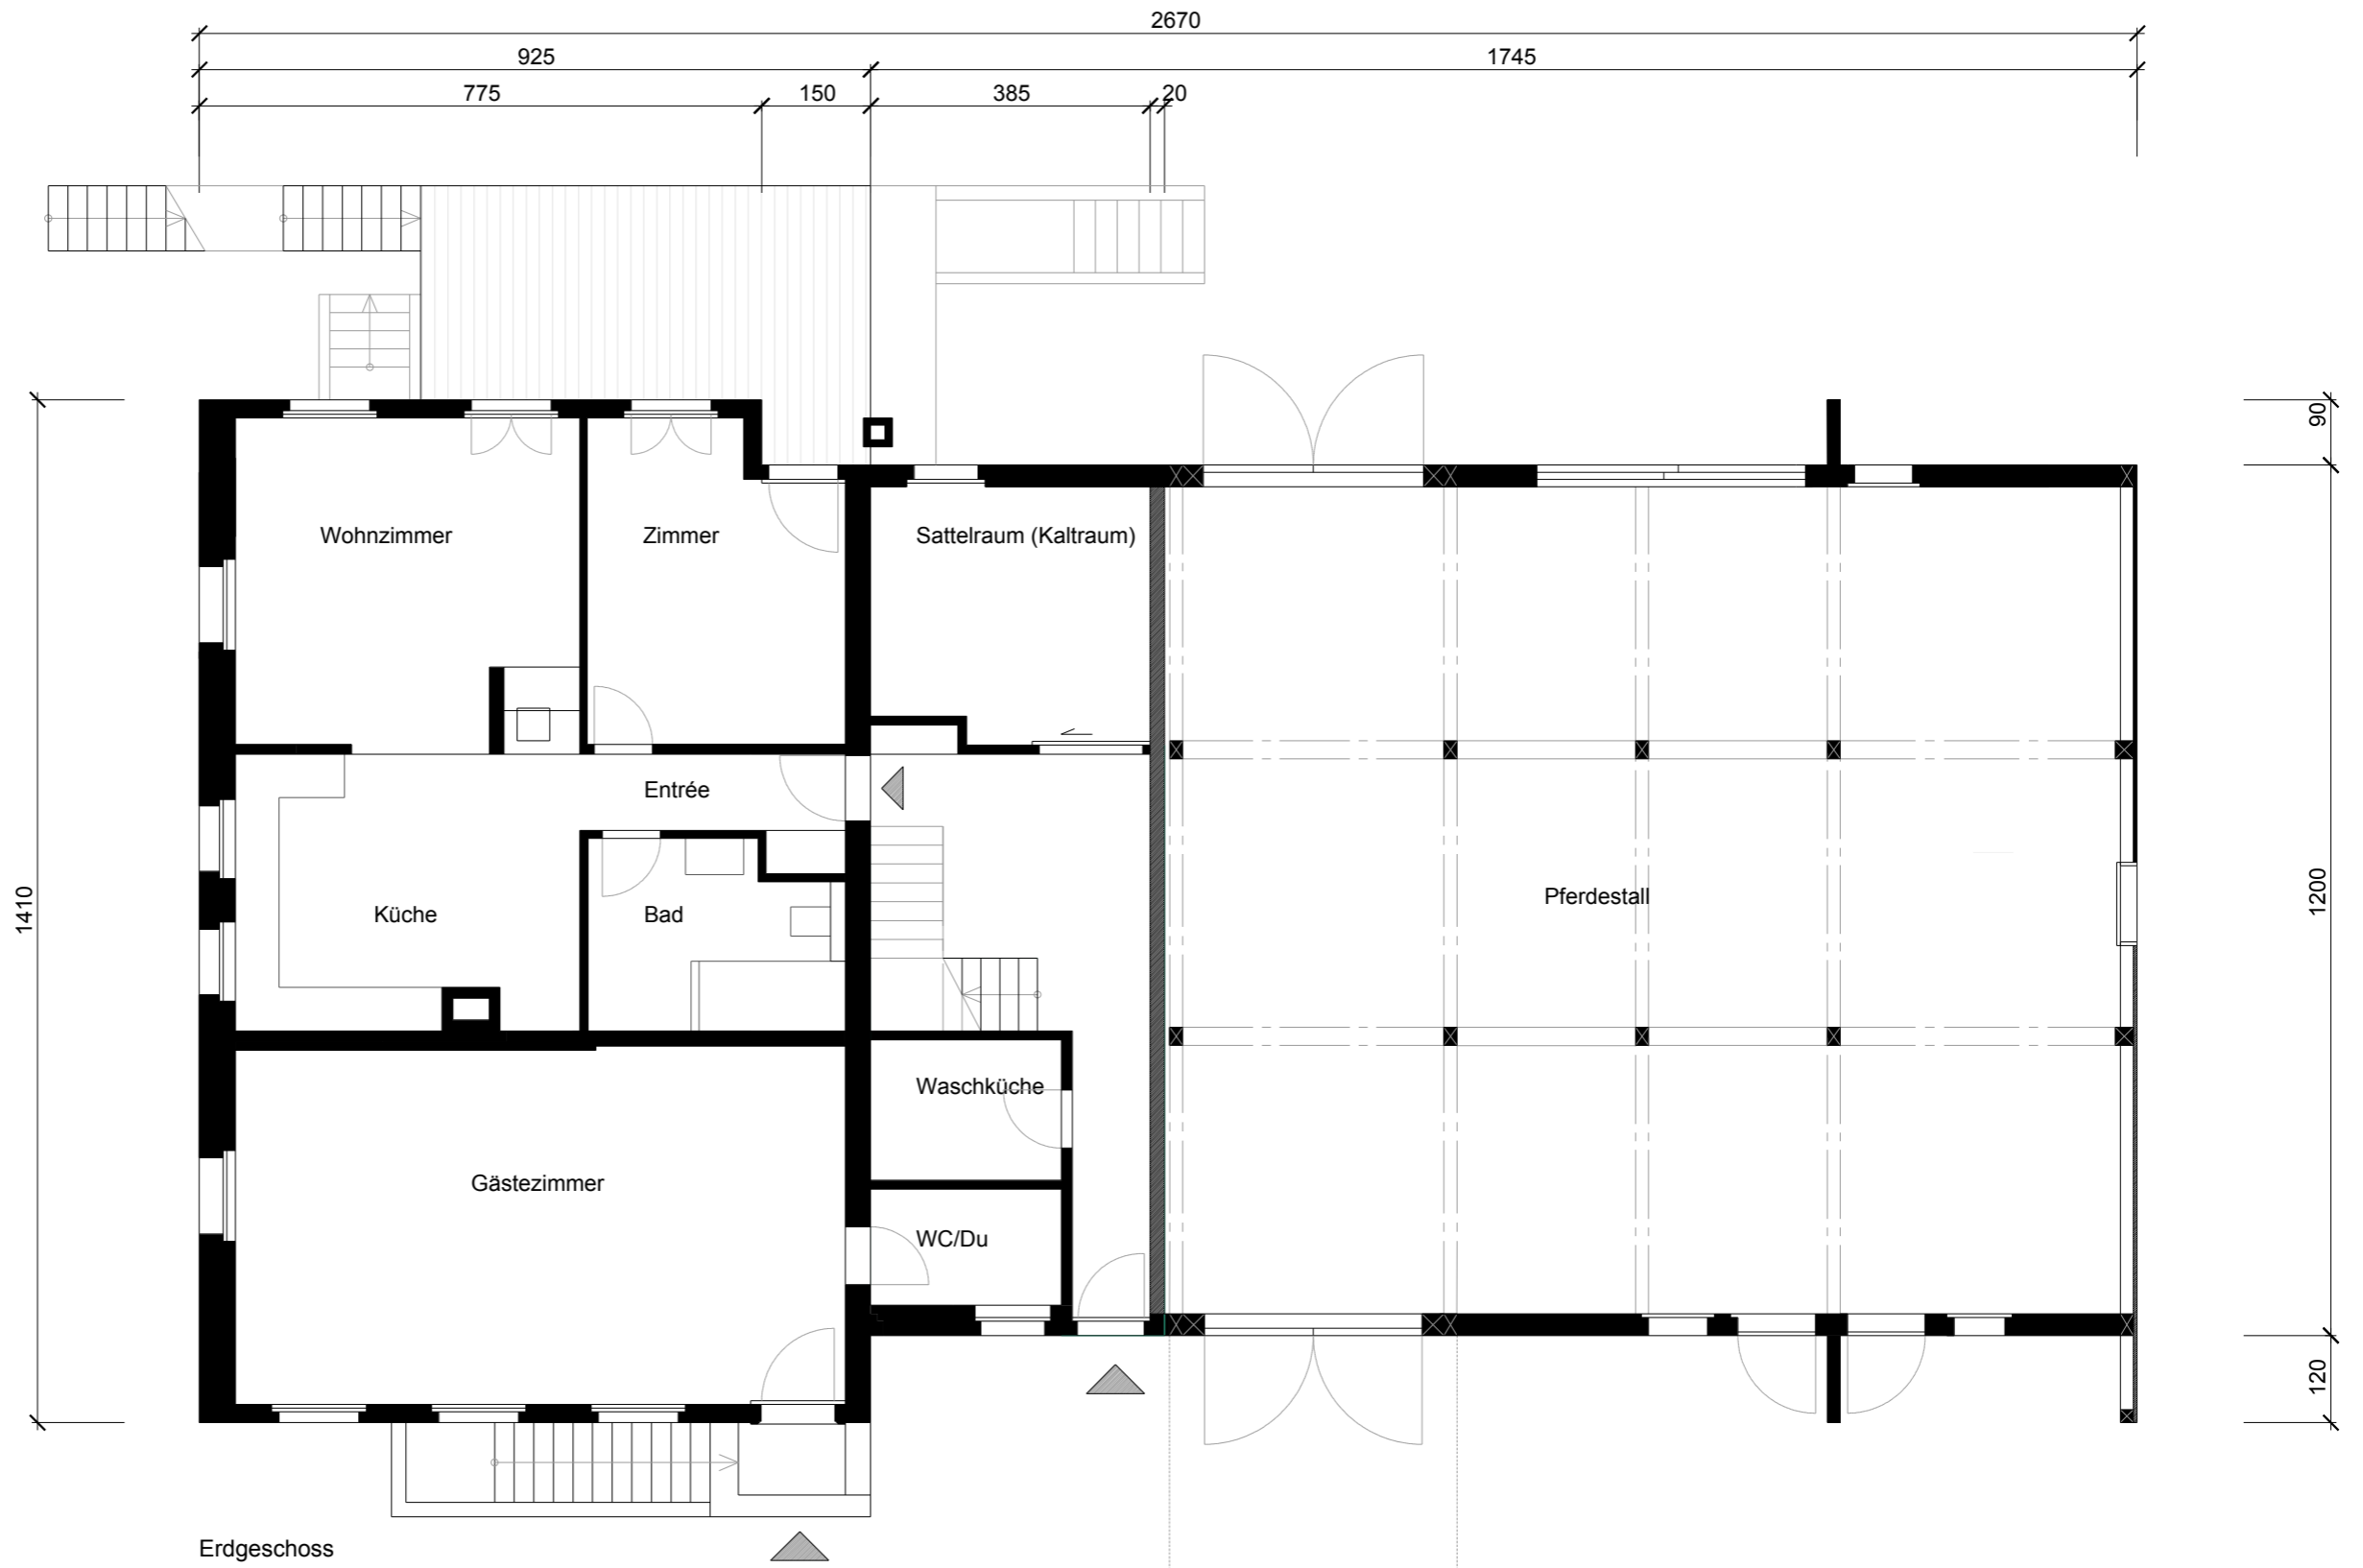 2670
925 1745
775 150 385 20
90
Wohnzimmer Zimmer Sattelraum (Kaltraum)
Entrée
1410 Küche Bad Pferdestall 1200
Waschküche
Gästezimmer
WC/Du
120
Erdgeschoss